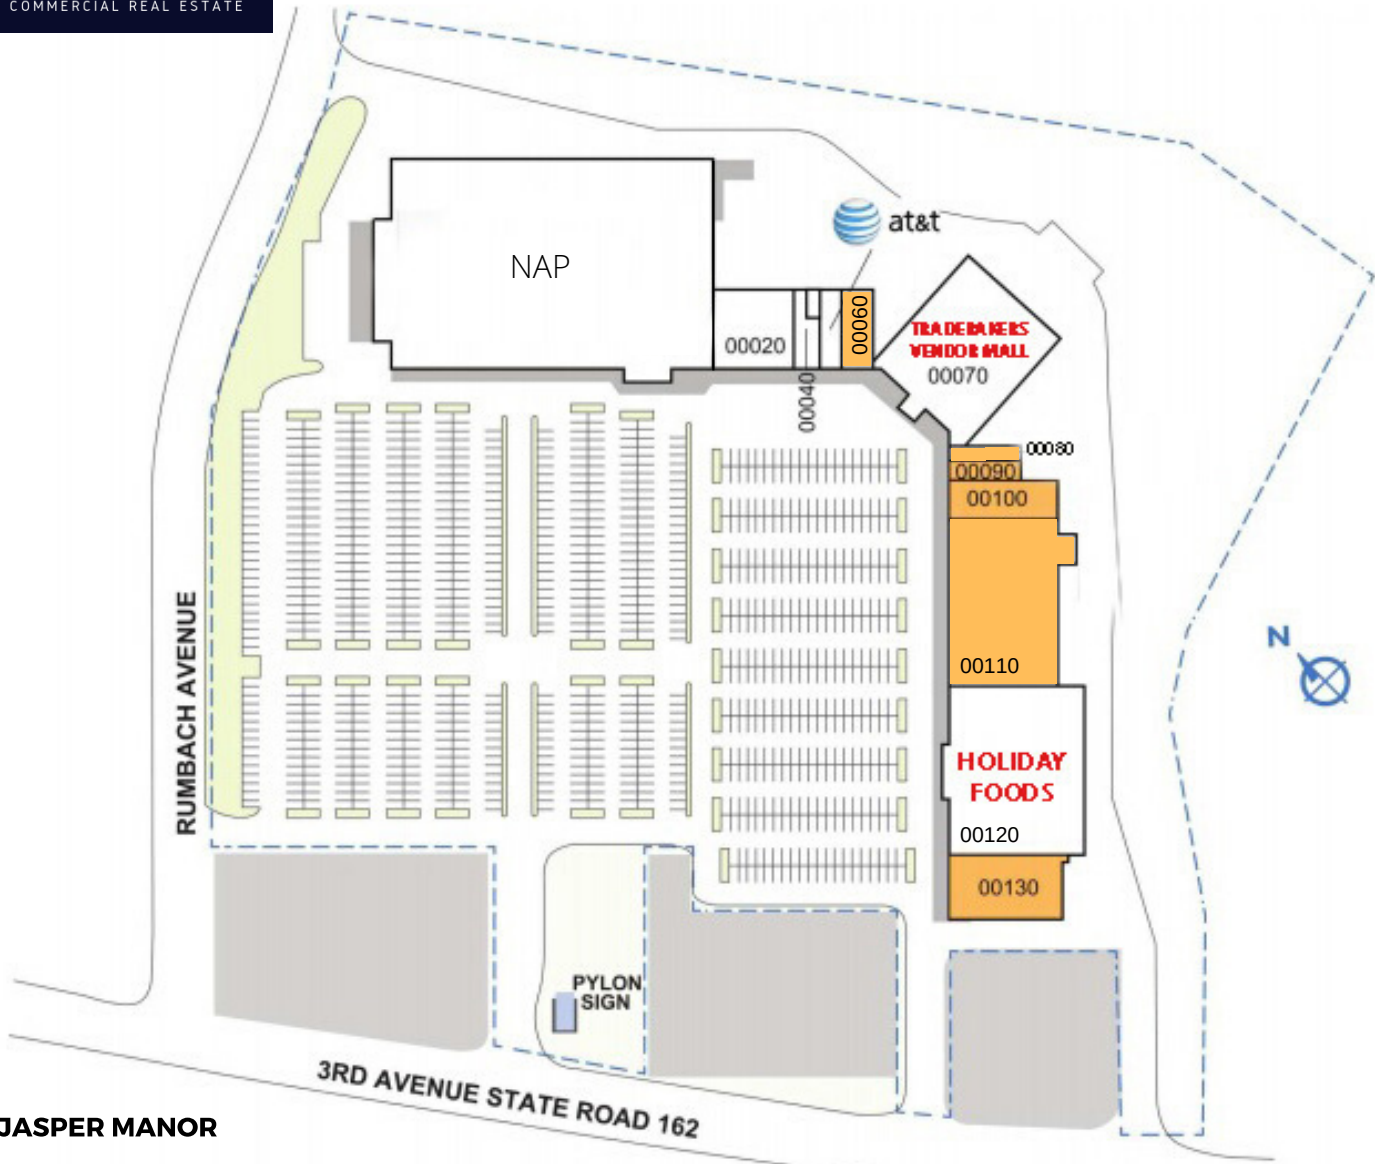 COMMERCIAL REAL ESTATE
NAP
at&t
00020
00040
00060
TRADEBAKERS
VENDOR MALL
00070
00080
00090
00100
00110
HOLIDAY
FOODS
00120
00130
N
RUMBACH AVENUE
PYLON
SIGN
3RD AVENUE STATE ROAD 162
JASPER MANOR